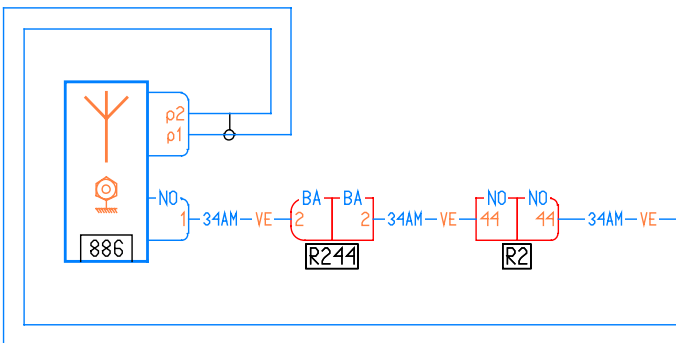 p2
p1
NO BA BA NO NO
1 34AM VE 2 2 34AM VE 44 44 34AM VE
886 R244 R2